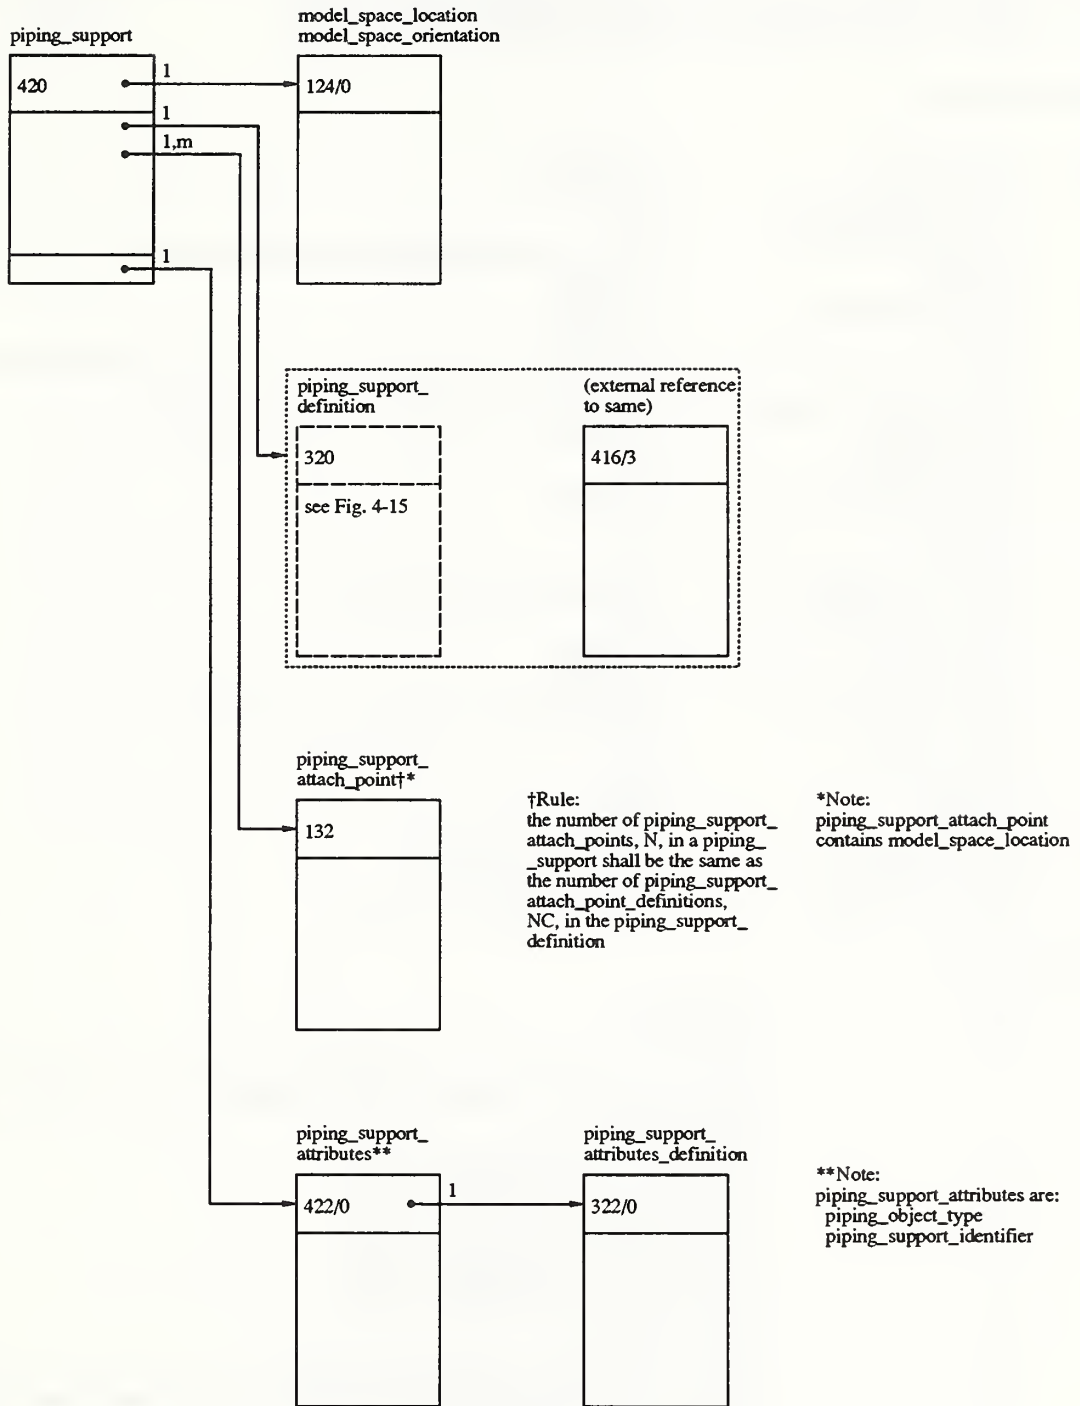 piping_support
model_space_location
model_space_orientation
420
1
124/0
1
1,m
1
piping_support_
definition
(external reference
to same)
320
416/3
see Fig. 4-15
piping_support_
attach_point†*
132
†Rule:
the number of piping_support_
attach_points, N, in a piping_
_support shall be the same as
the number of piping_support_
attach_point_definitions,
NC, in the piping_support_
definition
*Note:
piping_support_attach_point
contains model_space_location
piping_support_
attributes**
piping_support_
attributes_definition
422/0
1
322/0
**Note:
piping_support_attributes are:
piping_object_type
piping_support_identifier